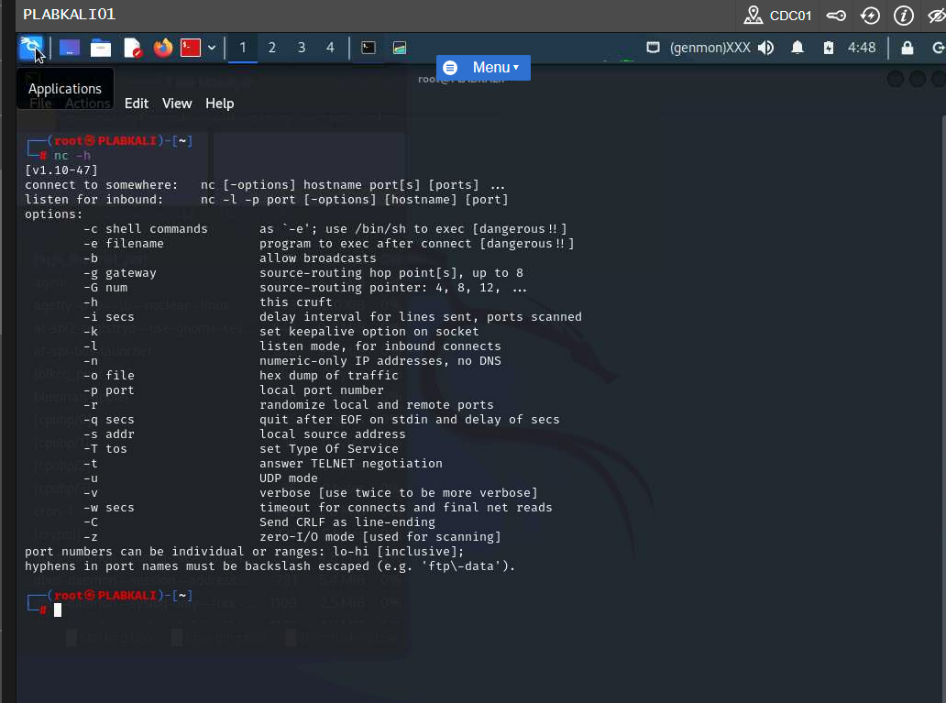 PLABKALI01
CDC01
1 2 3 4
(genmon)XXX
4:48
Menu
Applications
File Actions Edit View Help
┌──(root㉿PLABKALI)-[~]
└─# nc -h
[v1.10-47]
connect to somewhere: nc [-options] hostname port[s] [ports] ...
listen for inbound: nc -l -p port [-options] [hostname] [port]
options:
-c shell commands as `-e'; use /bin/sh to exec [dangerous!!]
-e filename program to exec after connect [dangerous!!]
-b allow broadcasts
-g gateway source-routing hop point[s], up to 8
-G num source-routing pointer: 4, 8, 12, ...
-h this cruft
-i secs delay interval for lines sent, ports scanned
-k set keepalive option on socket
-l listen mode, for inbound connects
-n numeric-only IP addresses, no DNS
-o file hex dump of traffic
-p port local port number
-r randomize local and remote ports
-q secs quit after EOF on stdin and delay of secs
-s addr local source address
-T tos set Type Of Service
-t answer TELNET negotiation
-u UDP mode
-v verbose [use twice to be more verbose]
-w secs timeout for connects and final net reads
-C Send CRLF as line-ending
-z zero-I/O mode [used for scanning]
port numbers can be individual or ranges: lo-hi [inclusive];
hyphens in port names must be backslash escaped (e.g. 'ftp\-data').
┌──(root㉿PLABKALI)-[~]
└─#